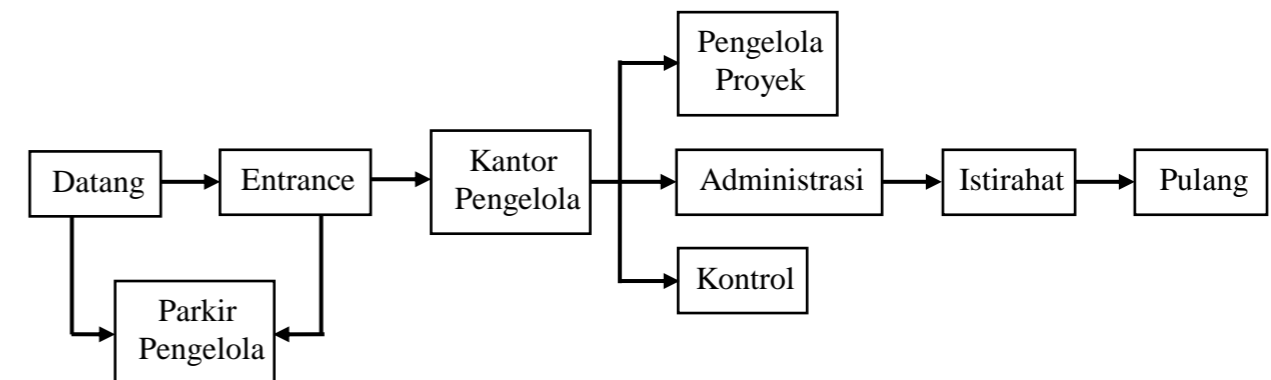 Datang
Entrance
Parkir
Pengelola
Kantor
Pengelola
Pengelola
Proyek
Administrasi
Kontrol
Istirahat
Pulang